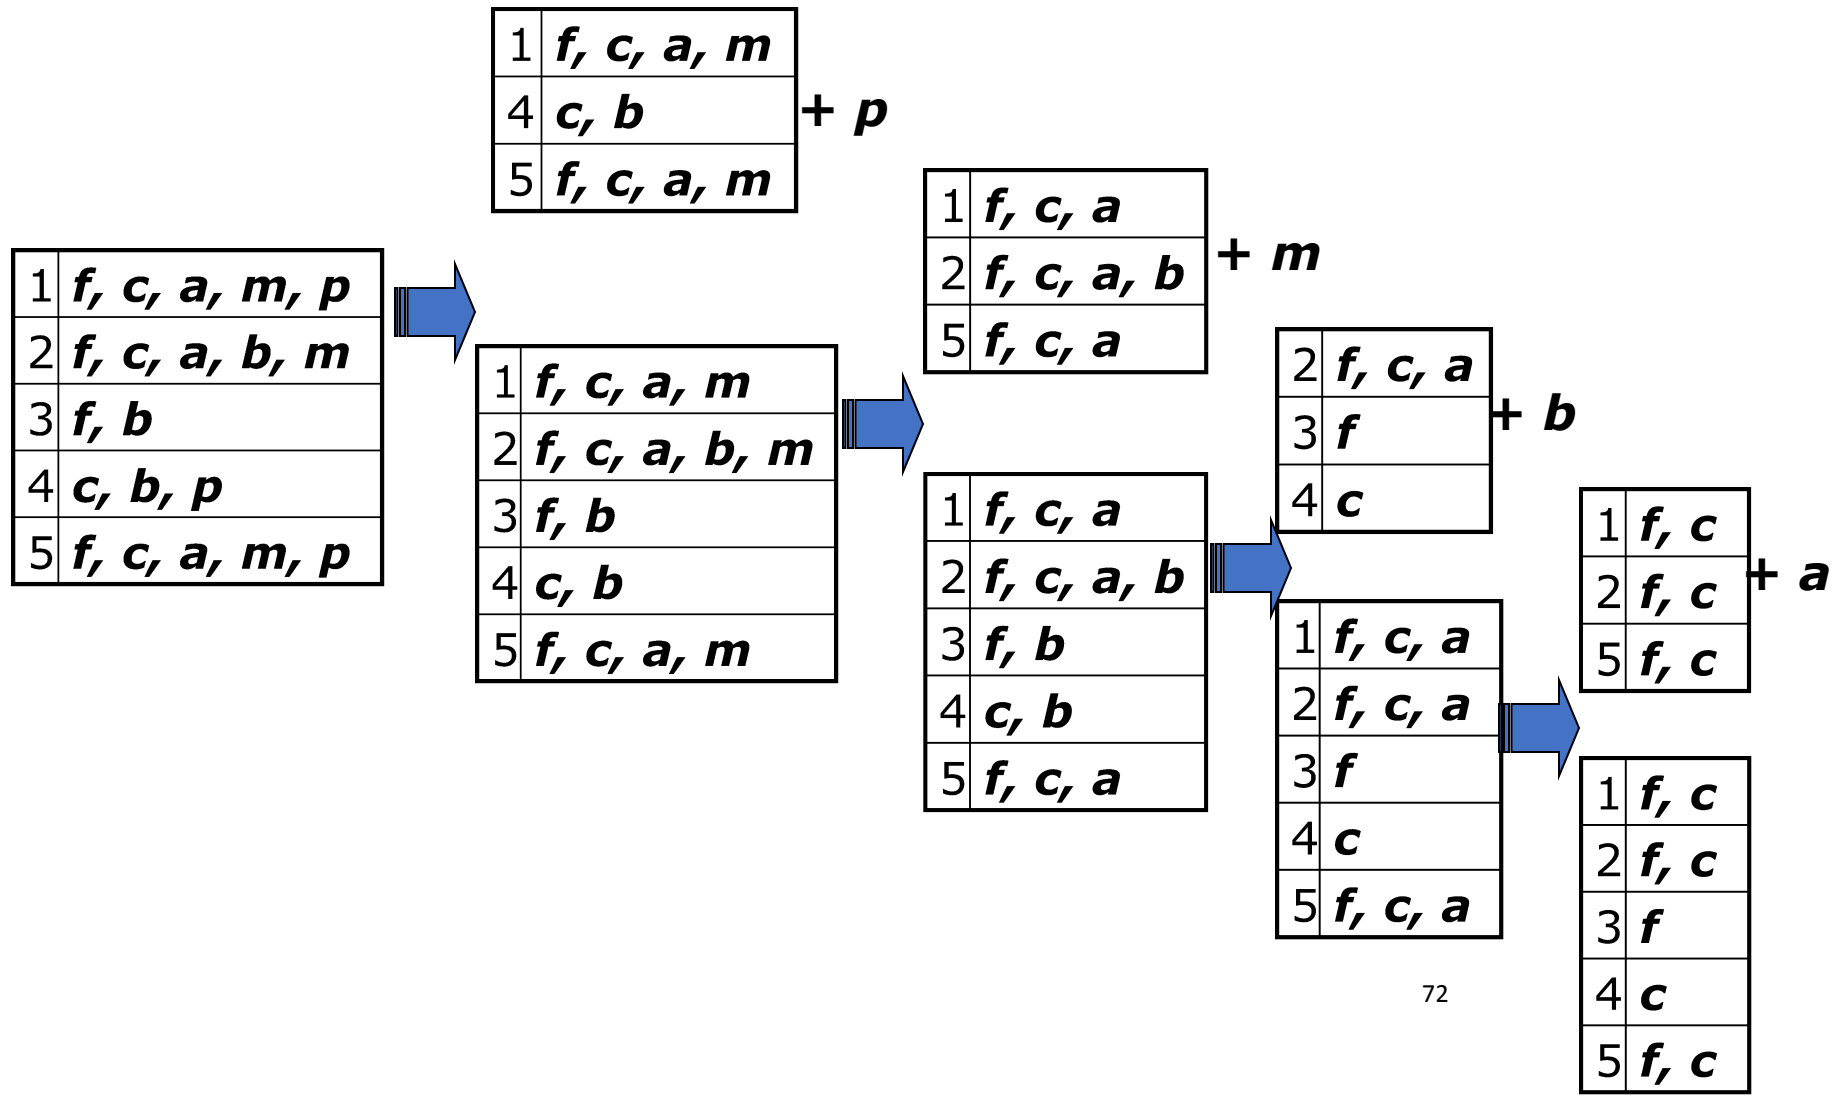 1 f, c, a, m
4 c, b
5 f, c, a, m
+ p
1 f, c, a, m, p
2 f, c, a, b, m
3 f, b
4 c, b, p
5 f, c, a, m, p
1 f, c, a, m
2 f, c, a, b, m
3 f, b
4 c, b
5 f, c, a, m
1 f, c, a
2 f, c, a, b
5 f, c, a
+ m
1 f, c, a
2 f, c, a, b
3 f, b
4 c, b
5 f, c, a
2 f, c, a
3 f
4 c
+ b
1 f, c, a
2 f, c, a
3 f
4 c
5 f, c, a
1 f, c
2 f, c
5 f, c
+ a
1 f, c
2 f, c
3 f
4 c
5 f, c
72